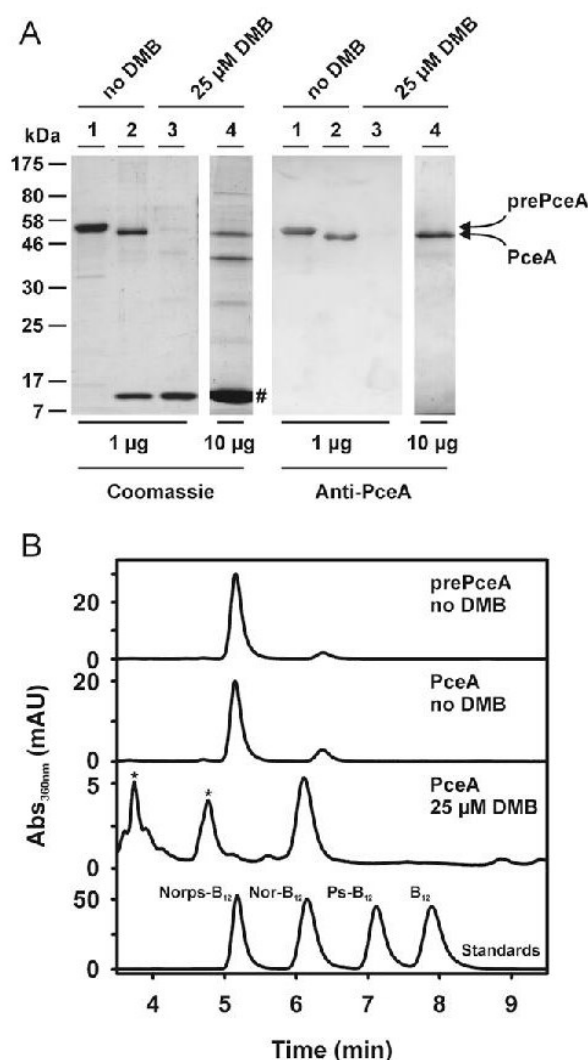 A
no DMB 25 µM DMB no DMB 25 µM DMB
kDa 1 2 3 4 1 2 3 4
175
80
58
46
30
25
17
7
prePceA
PceA
#
1 µg 10 µg 1 µg 10 µg
Coomassie Anti-PceA
B
Abs360nm (mAU)
20
0
prePceA
no DMB
20
0
PceA
no DMB
5
0
* *
PceA
25 µM DMB
50
0
Norps-B12 Nor-B12 Ps-B12 B12
Standards
4 5 6 7 8 9
Time (min)